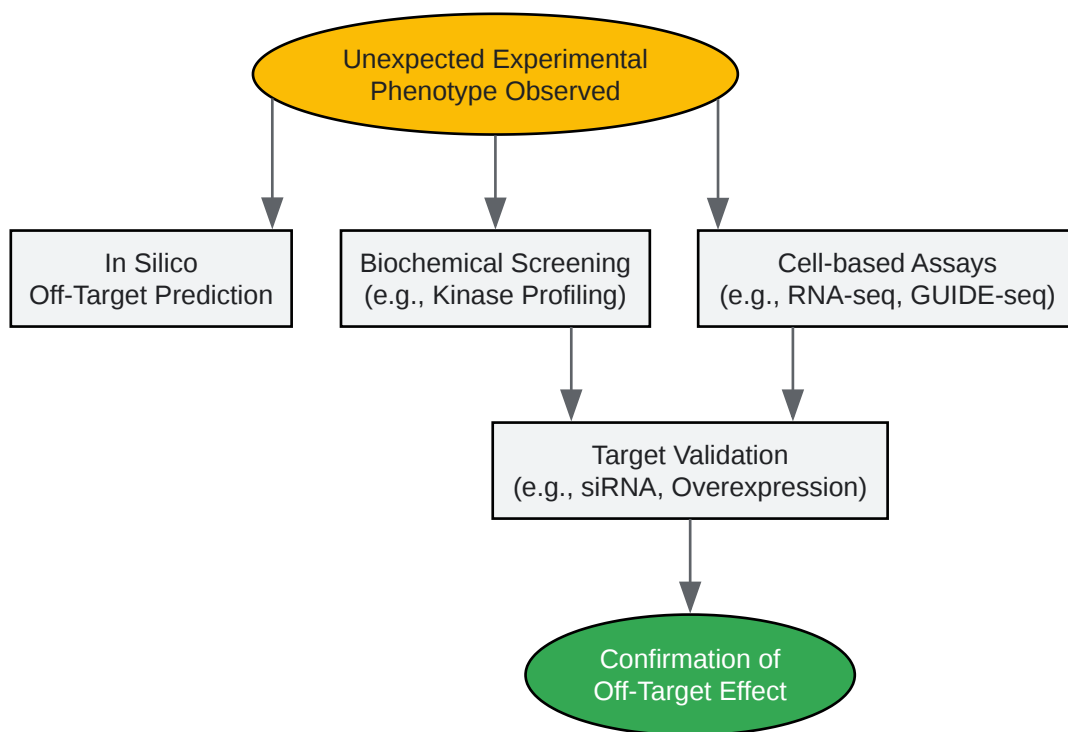 Unexpected Experimental
Phenotype Observed
In Silico
Off-Target Prediction
Biochemical Screening
(e.g., Kinase Profiling)
Cell-based Assays
(e.g., RNA-seq, GUIDE-seq)
Target Validation
(e.g., siRNA, Overexpression)
Confirmation of
Off-Target Effect